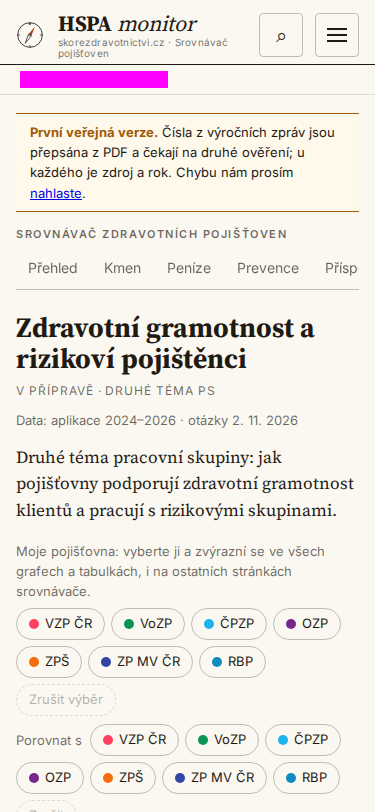 HSPA monitor
skorezdravotnictvi.cz · Srovnávač
pojišťoven
První veřejná verze. Čísla z výročních zpráv jsou
přepsána z PDF a čekají na druhé ověření; u
každého je zdroj a rok. Chybu nám prosím
nahlaste.
SROVNÁVAČ ZDRAVOTNÍCH POJIŠŤOVEN
Přehled Kmen Peníze Prevence Přísp
Zdravotní gramotnost a
rizikoví pojištěnci
V PŘÍPRAVĚ · DRUHÉ TÉMA PS
Data: aplikace 2024–2026 · otázky 2. 11. 2026
Druhé téma pracovní skupiny: jak
pojišťovny podporují zdravotní gramotnost
klientů a pracují s rizikovými skupinami.
Moje pojišťovna: vyberte ji a zvýrazní se ve všech
grafech a tabulkách, i na ostatních stránkách
srovnávače.
VZP ČR VoZP ČPZP OZP
ZPŠ ZP MV ČR RBP
Zrušit výběr
Porovnat s VZP ČR VoZP ČPZP
OZP ZPŠ ZP MV ČR RBP
Zrušit